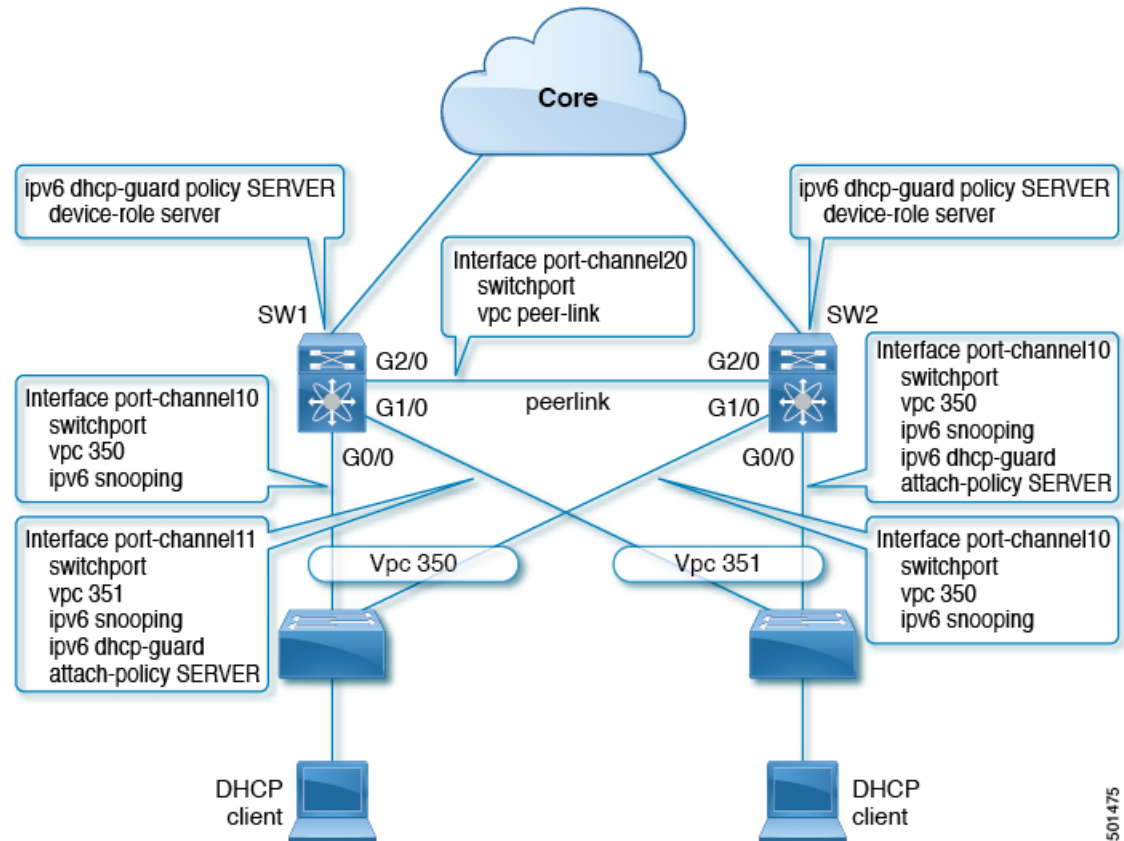 Core
ipv6 dhcp-guard policy SERVER
device-role server
ipv6 dhcp-guard policy SERVER
device-role server
Interface port-channel20
switchport
vpc peer-link
SW1
SW2
G2/0
G2/0
peerlink
G1/0
G1/0
G0/0
G0/0
Interface port-channel10
switchport
vpc 350
ipv6 snooping
Interface port-channel10
switchport
vpc 350
ipv6 snooping
ipv6 dhcp-guard
attach-policy SERVER
Interface port-channel11
switchport
vpc 351
ipv6 snooping
ipv6 dhcp-guard
attach-policy SERVER
Vpc 350
Vpc 351
Interface port-channel10
switchport
vpc 350
ipv6 snooping
DHCP
client
DHCP
client
501475